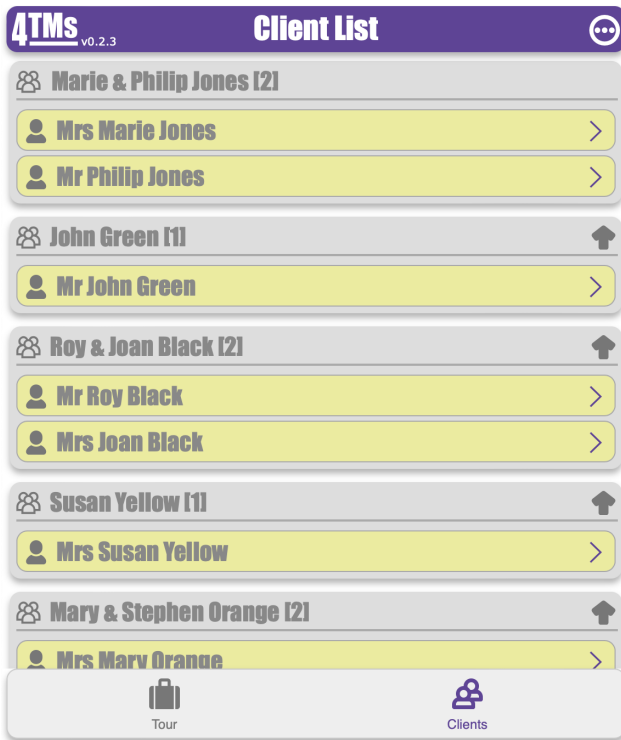 4TMs v0.2.3 Client List
Marie & Philip Jones [2]
Mrs Marie Jones
Mr Philip Jones
John Green [1]
Mr John Green
Roy & Joan Black [2]
Mr Roy Black
Mrs Joan Black
Susan Yellow [1]
Mrs Susan Yellow
Mary & Stephen Orange [2]
Mrs Mary Orange
Tour Clients